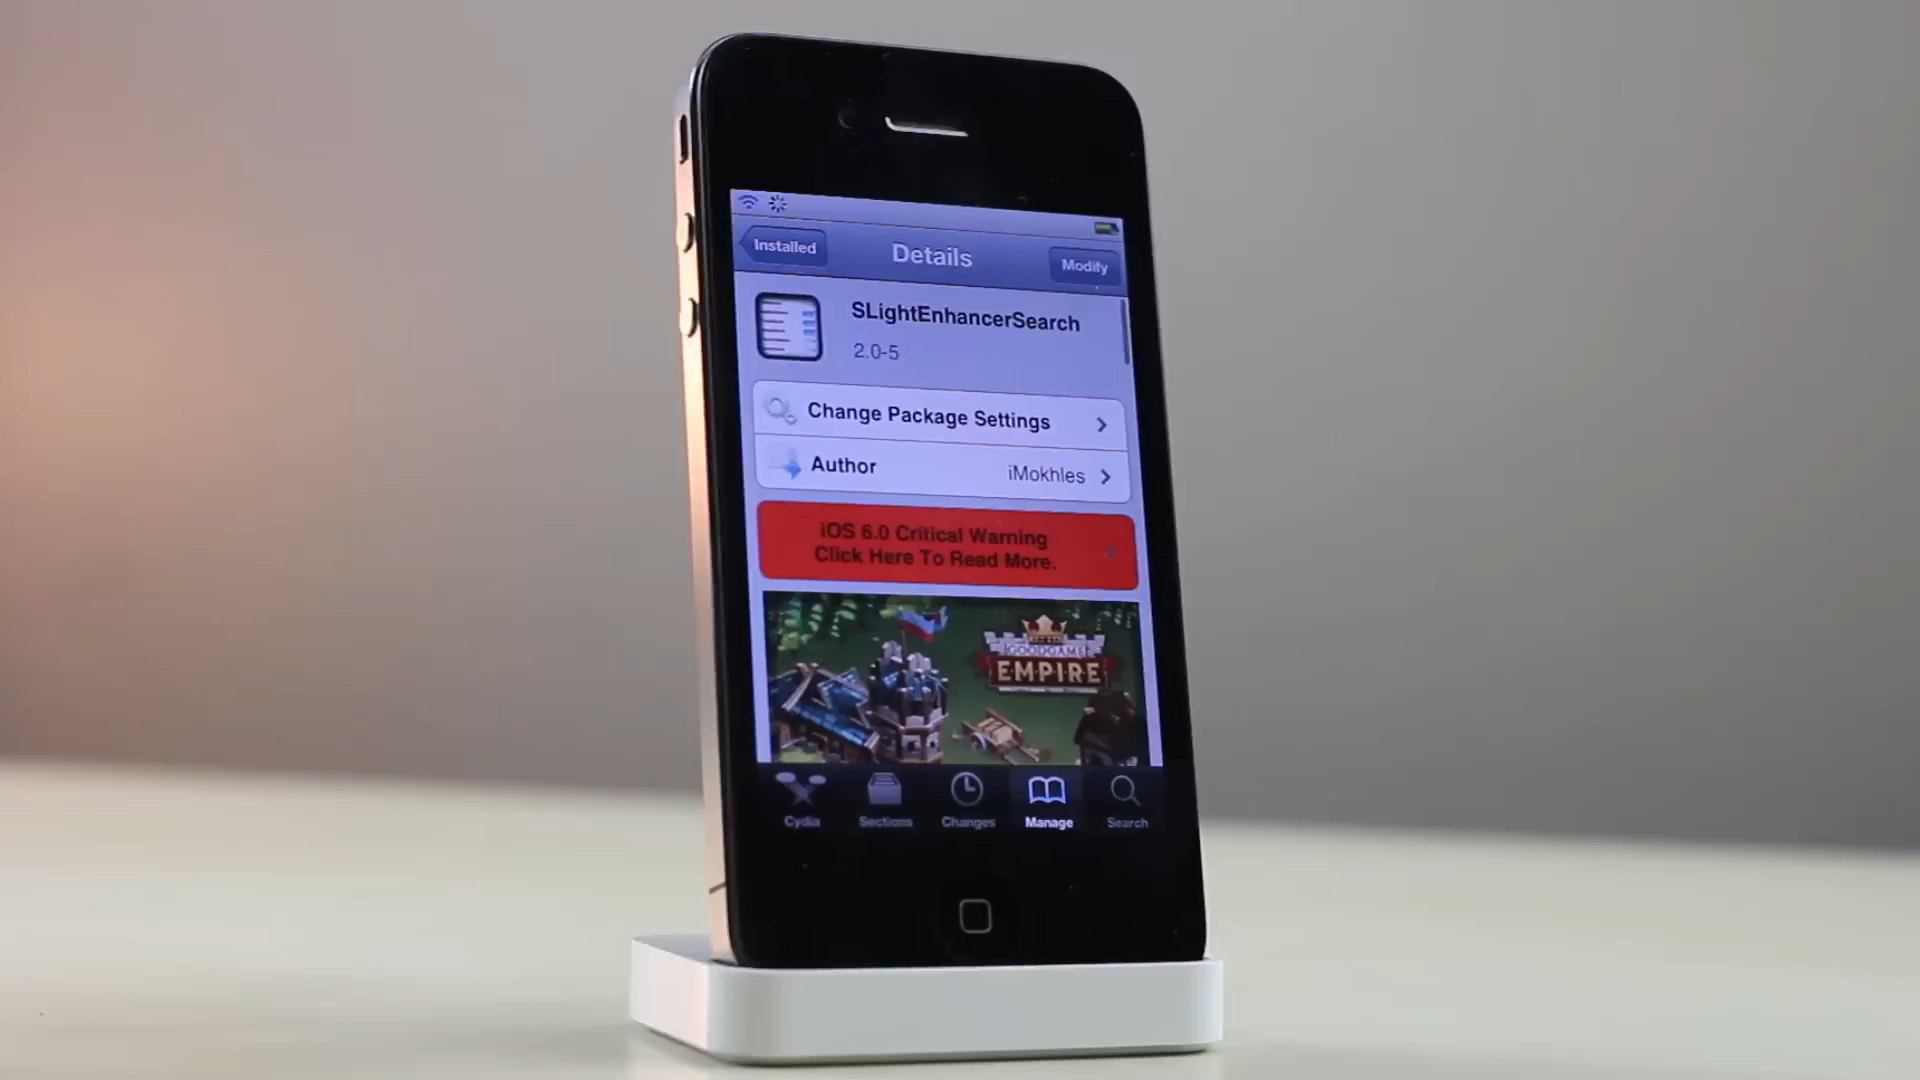 Installed
Details
Modify
SLightEnhancerSearch
2.0-5
Change Package Settings
Author
iMokhles
iOS 6.0 Critical Warning
Click Here To Read More.
GOODGAME
EMPIRE
Cydia
Sections
Changes
Manage
Search